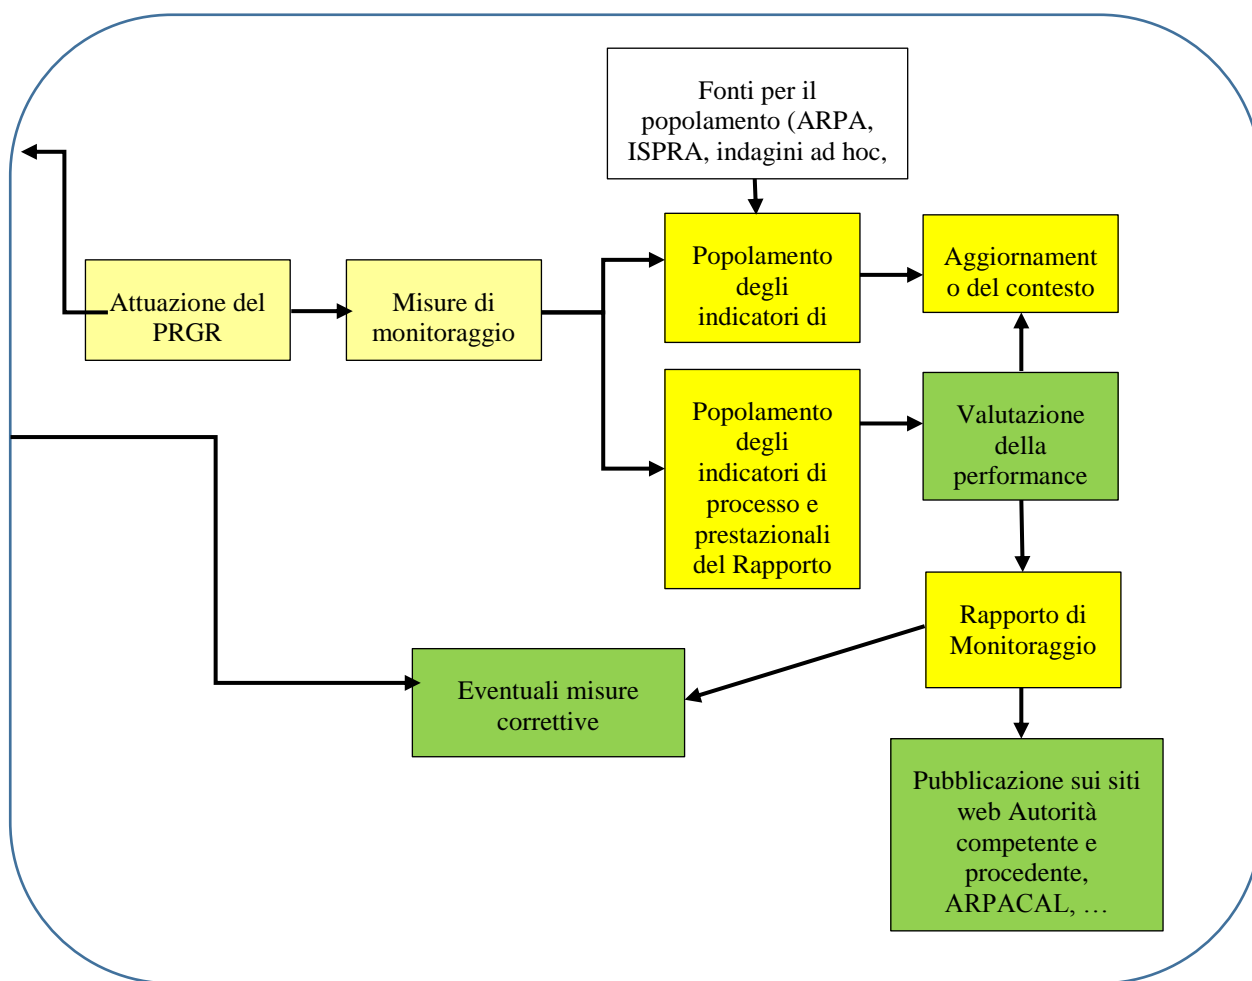 Fonti per il
popolamento (ARPA,
ISPRA, indagini ad hoc,
Attuazione del
PRGR
Misure di
monitoraggio
Popolamento
degli
indicatori di
Aggiornament
o del contesto
Popolamento
degli
indicatori di
processo e
prestazionali
del Rapporto
Valutazione
della
performance
Rapporto di
Monitoraggio
Eventuali misure
correttive
Pubblicazione sui siti
web Autorità
competente e
procedente,
ARPACAL, …